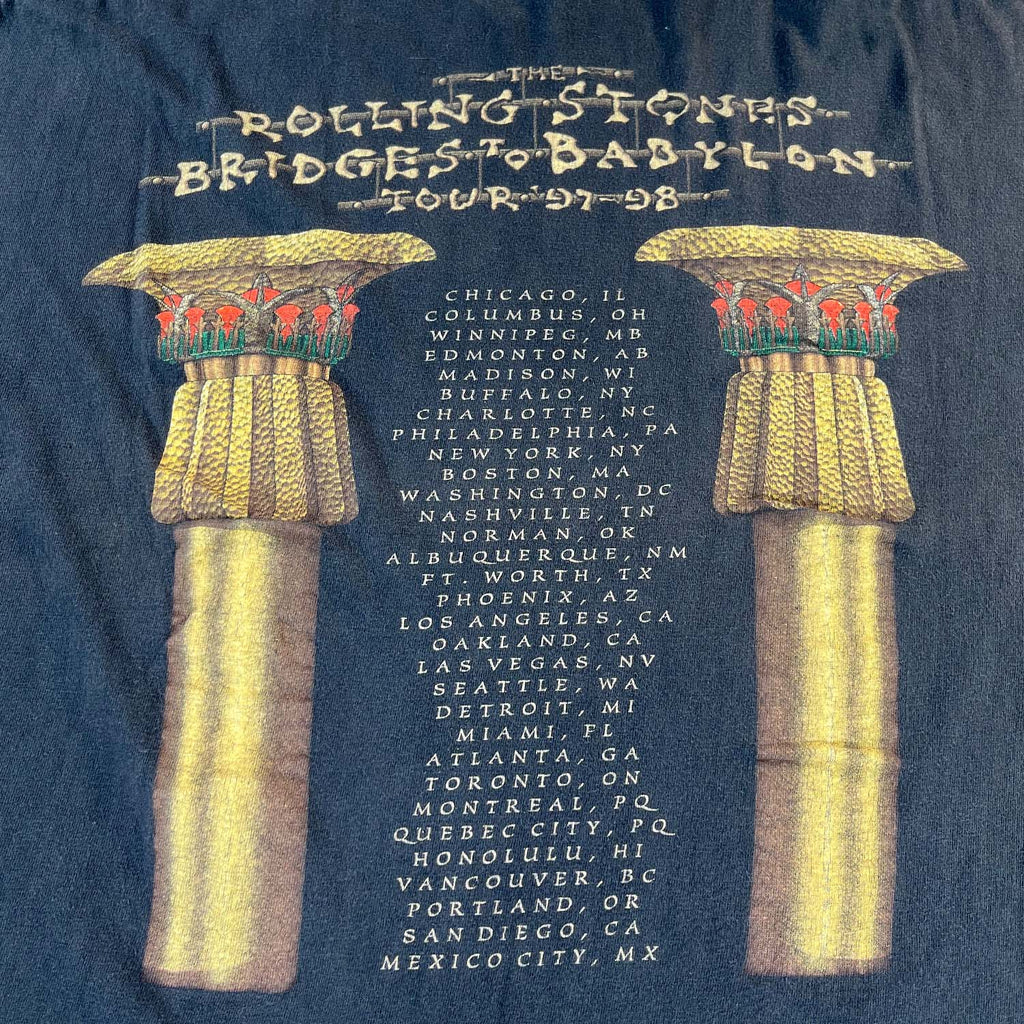 THE
ROLLING STONES
BRIDGES TO BABYLON
TOUR '97-98
CHICAGO, IL
COLUMBUS, OH
WINNIPEG, MB
EDMONTON, AB
MADISON, WI
BUFFALO, NY
CHARLOTTE, NC
PHILADELPHIA, PA
NEW YORK, NY
BOSTON, MA
WASHINGTON, DC
NASHVILLE, TN
NORMAN, OK
ALBUQUERQUE, NM
FT. WORTH, TX
PHOENIX, AZ
LOS ANGELES, CA
OAKLAND, CA
LAS VEGAS, NV
SEATTLE, WA
DETROIT, MI
MIAMI, FL
ATLANTA, GA
TORONTO, ON
MONTREAL, PQ
QUEBEC CITY, PQ
HONOLULU, HI
VANCOUVER, BC
PORTLAND, OR
SAN DIEGO, CA
MEXICO CITY, MX